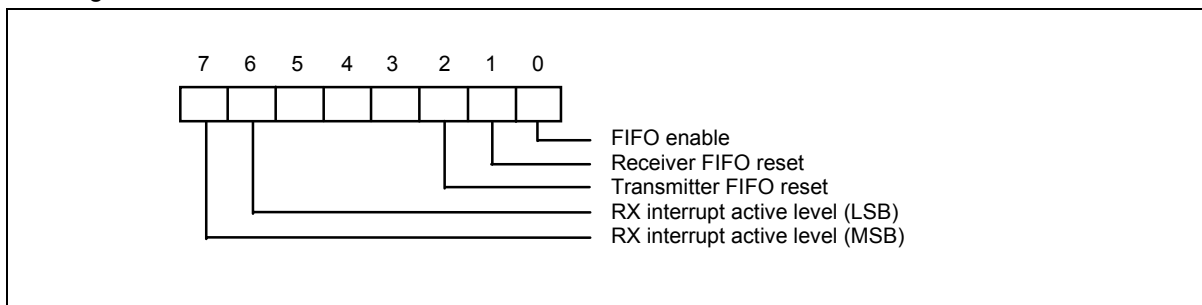 7 6 5 4 3 2 1 0
FIFO enable
Receiver FIFO reset
Transmitter FIFO reset
RX interrupt active level (LSB)
RX interrupt active level (MSB)